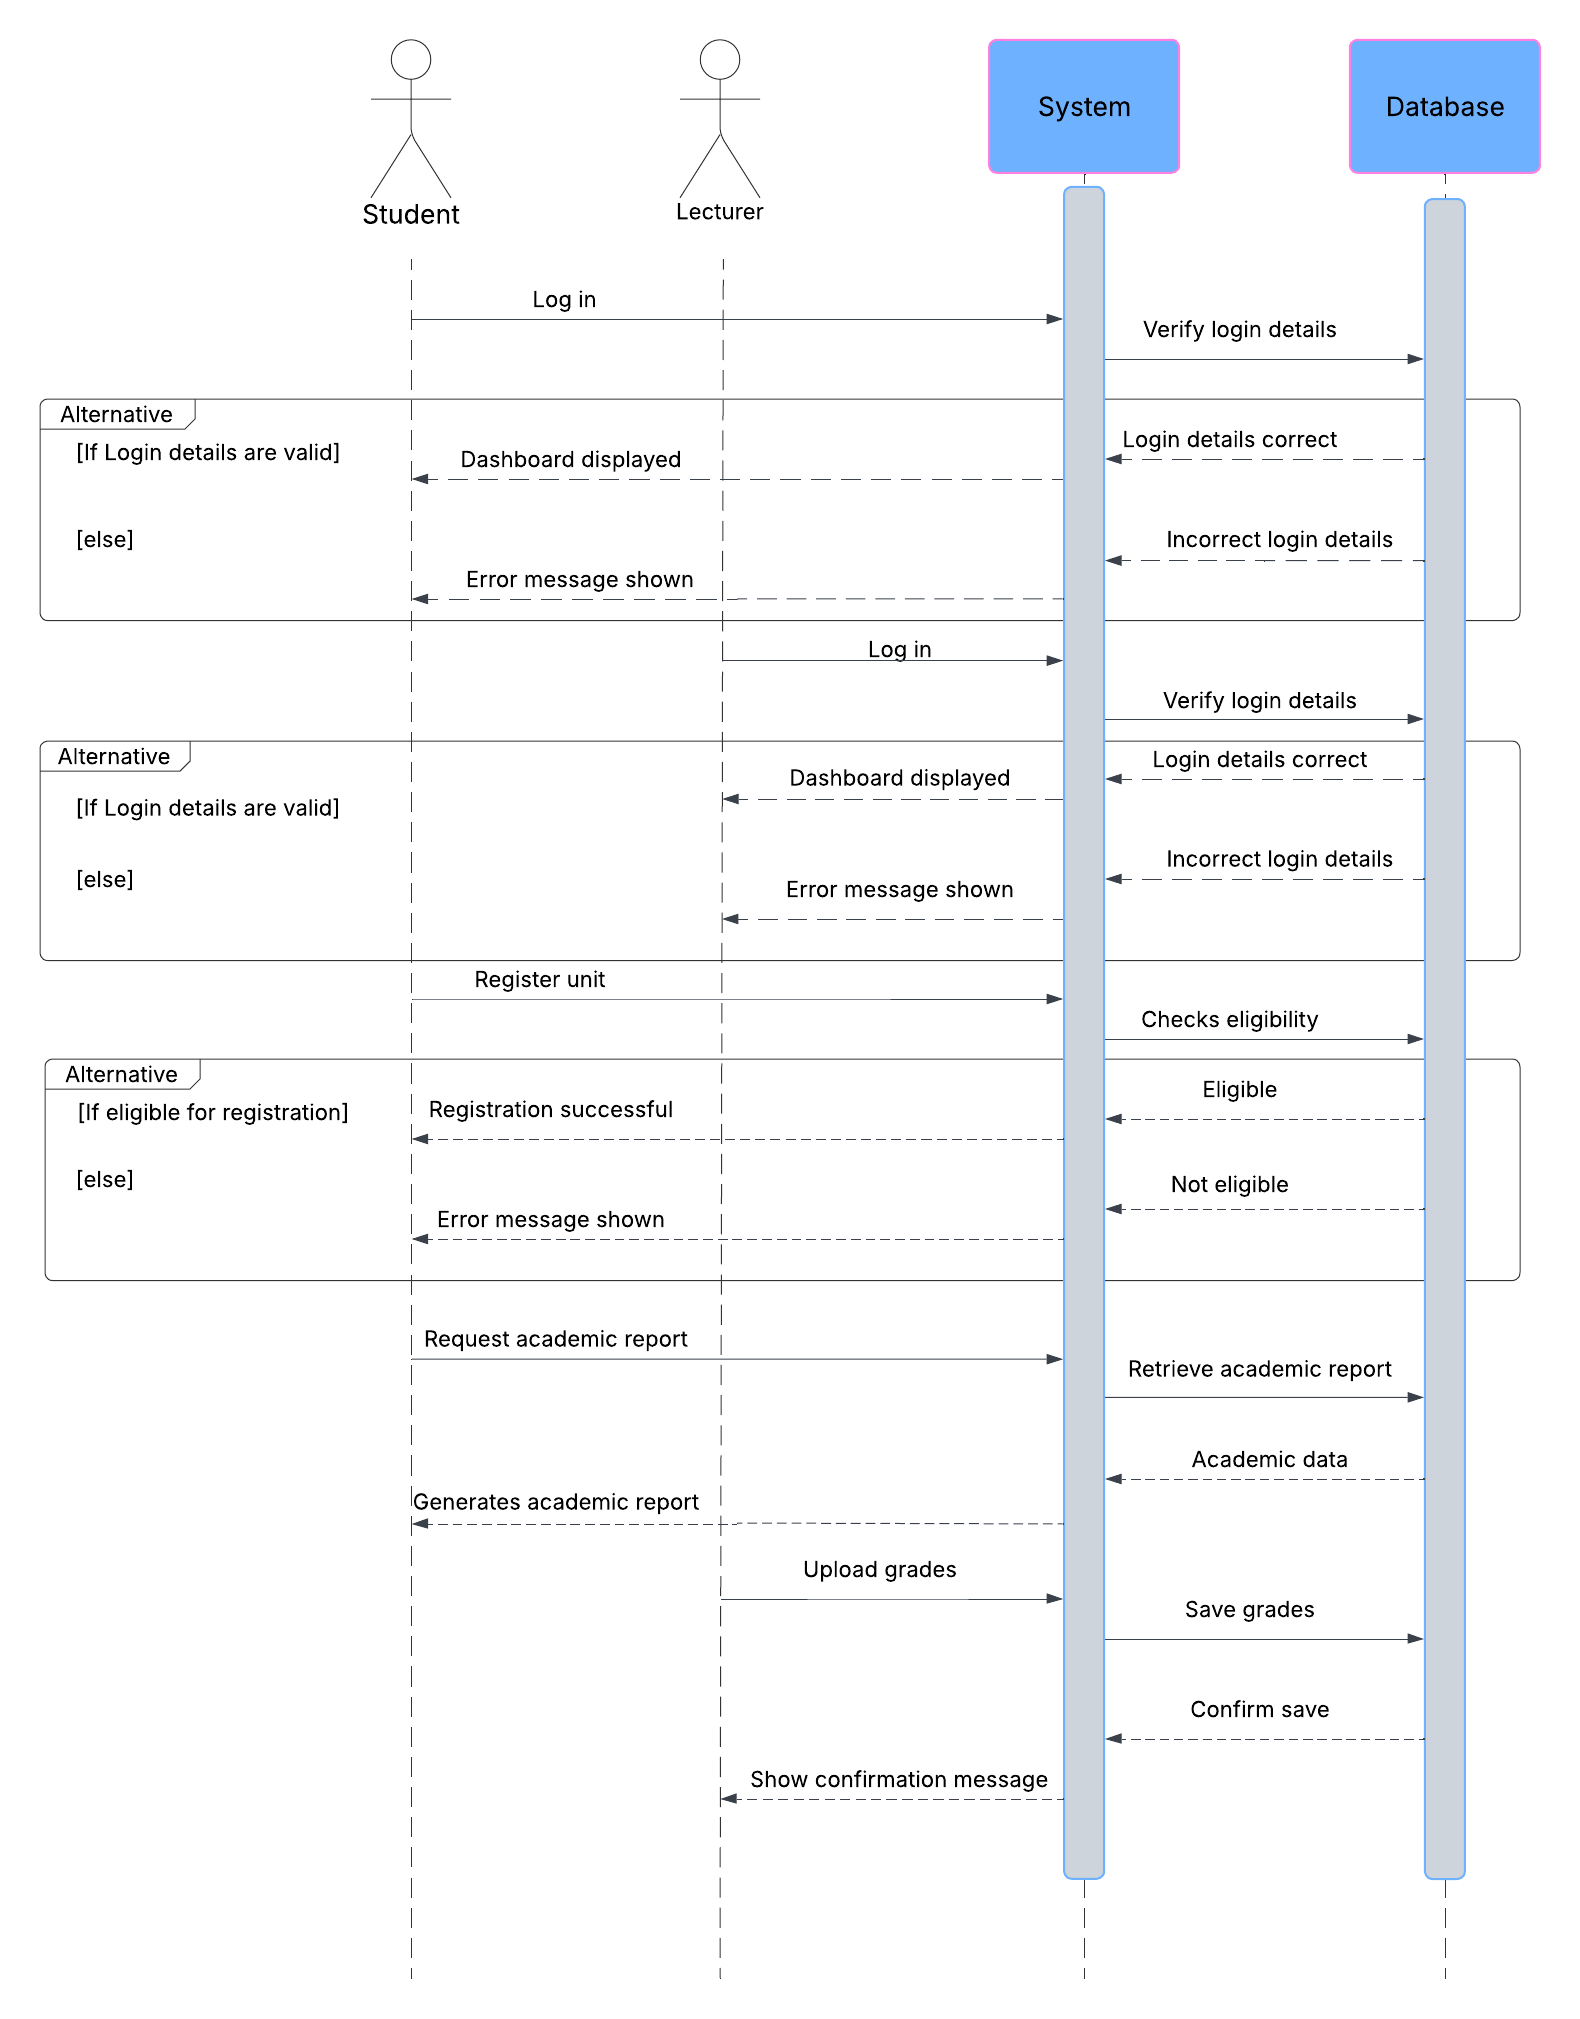 Student
Lecturer
System
Database
Log in
Verify login details
Alternative
[If Login details are valid]
Login details correct
Dashboard displayed
[else]
Incorrect login details
Error message shown
Log in
Verify login details
Alternative
Login details correct
Dashboard displayed
[If Login details are valid]
Incorrect login details
[else]
Error message shown
Register unit
Checks eligibility
Alternative
Eligible
[If eligible for registration]
Registration successful
[else]
Not eligible
Error message shown
Request academic report
Retrieve academic report
Academic data
Generates academic report
Upload grades
Save grades
Confirm save
Show confirmation message